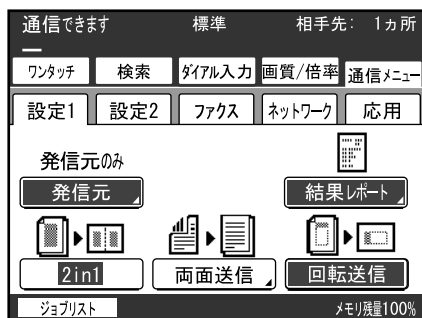 通信できます 標準 相手先: 1ヵ所
ワンタッチ 検索 ダイアル入力 画質/倍率 通信メニュー
設定1 設定2 ファクス ネットワーク 応用
発信元のみ
発信元 結果レポート
2in1 両面送信 回転送信
ジョブリスト メモリ残量100%